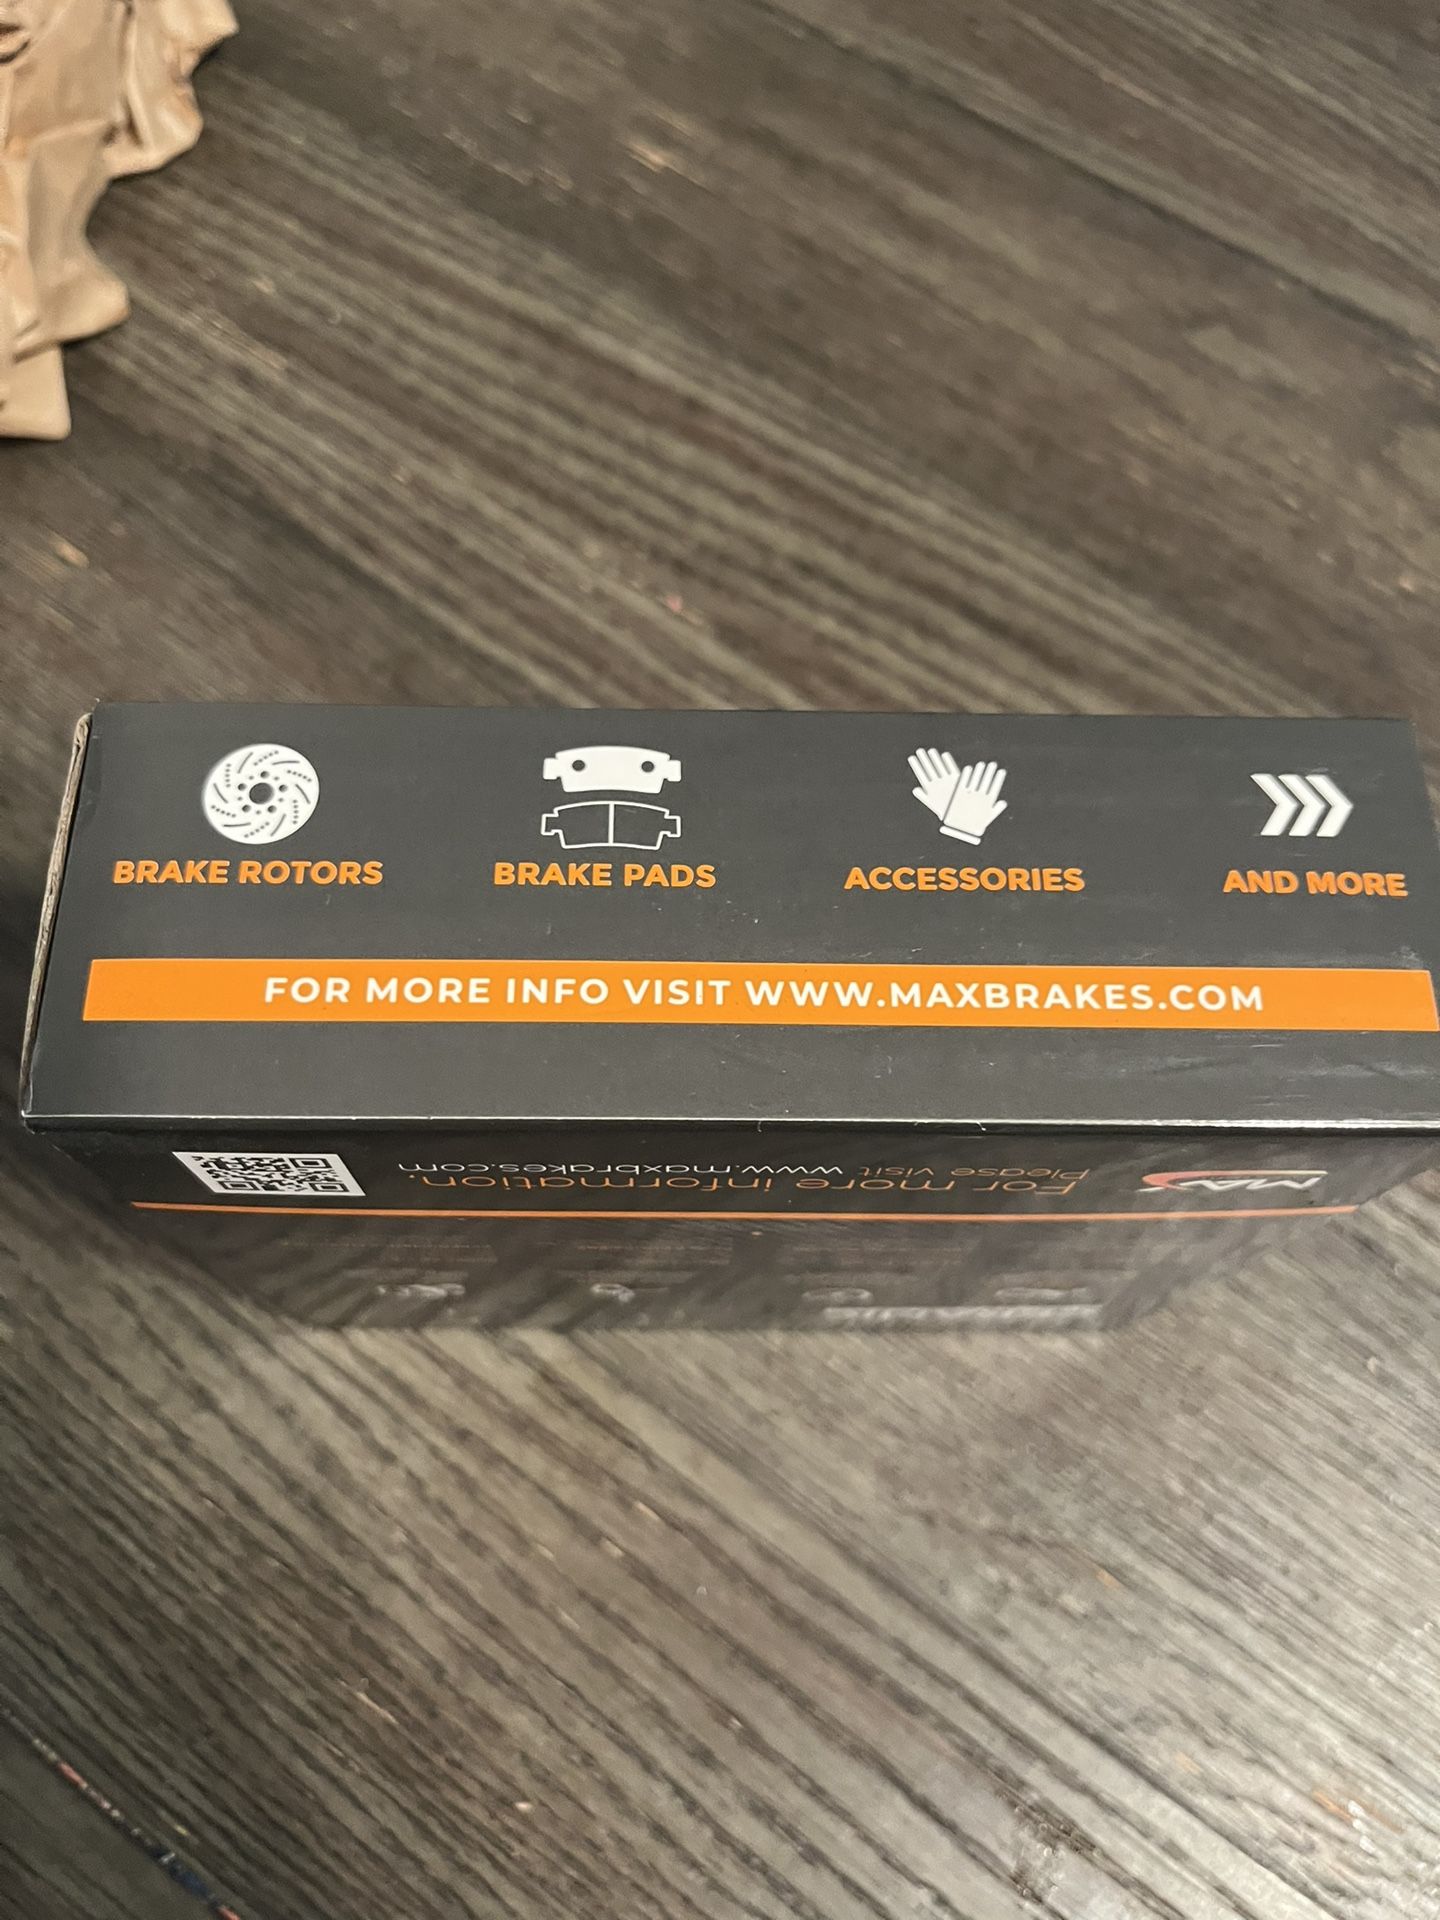 BRAKE ROTORS
BRAKE PADS
ACCESSORIES
AND MORE
FOR MORE INFO VISIT WWW.MAXBRAKES.COM
MAX
For more information.
Please visit www.maxbrakes.com